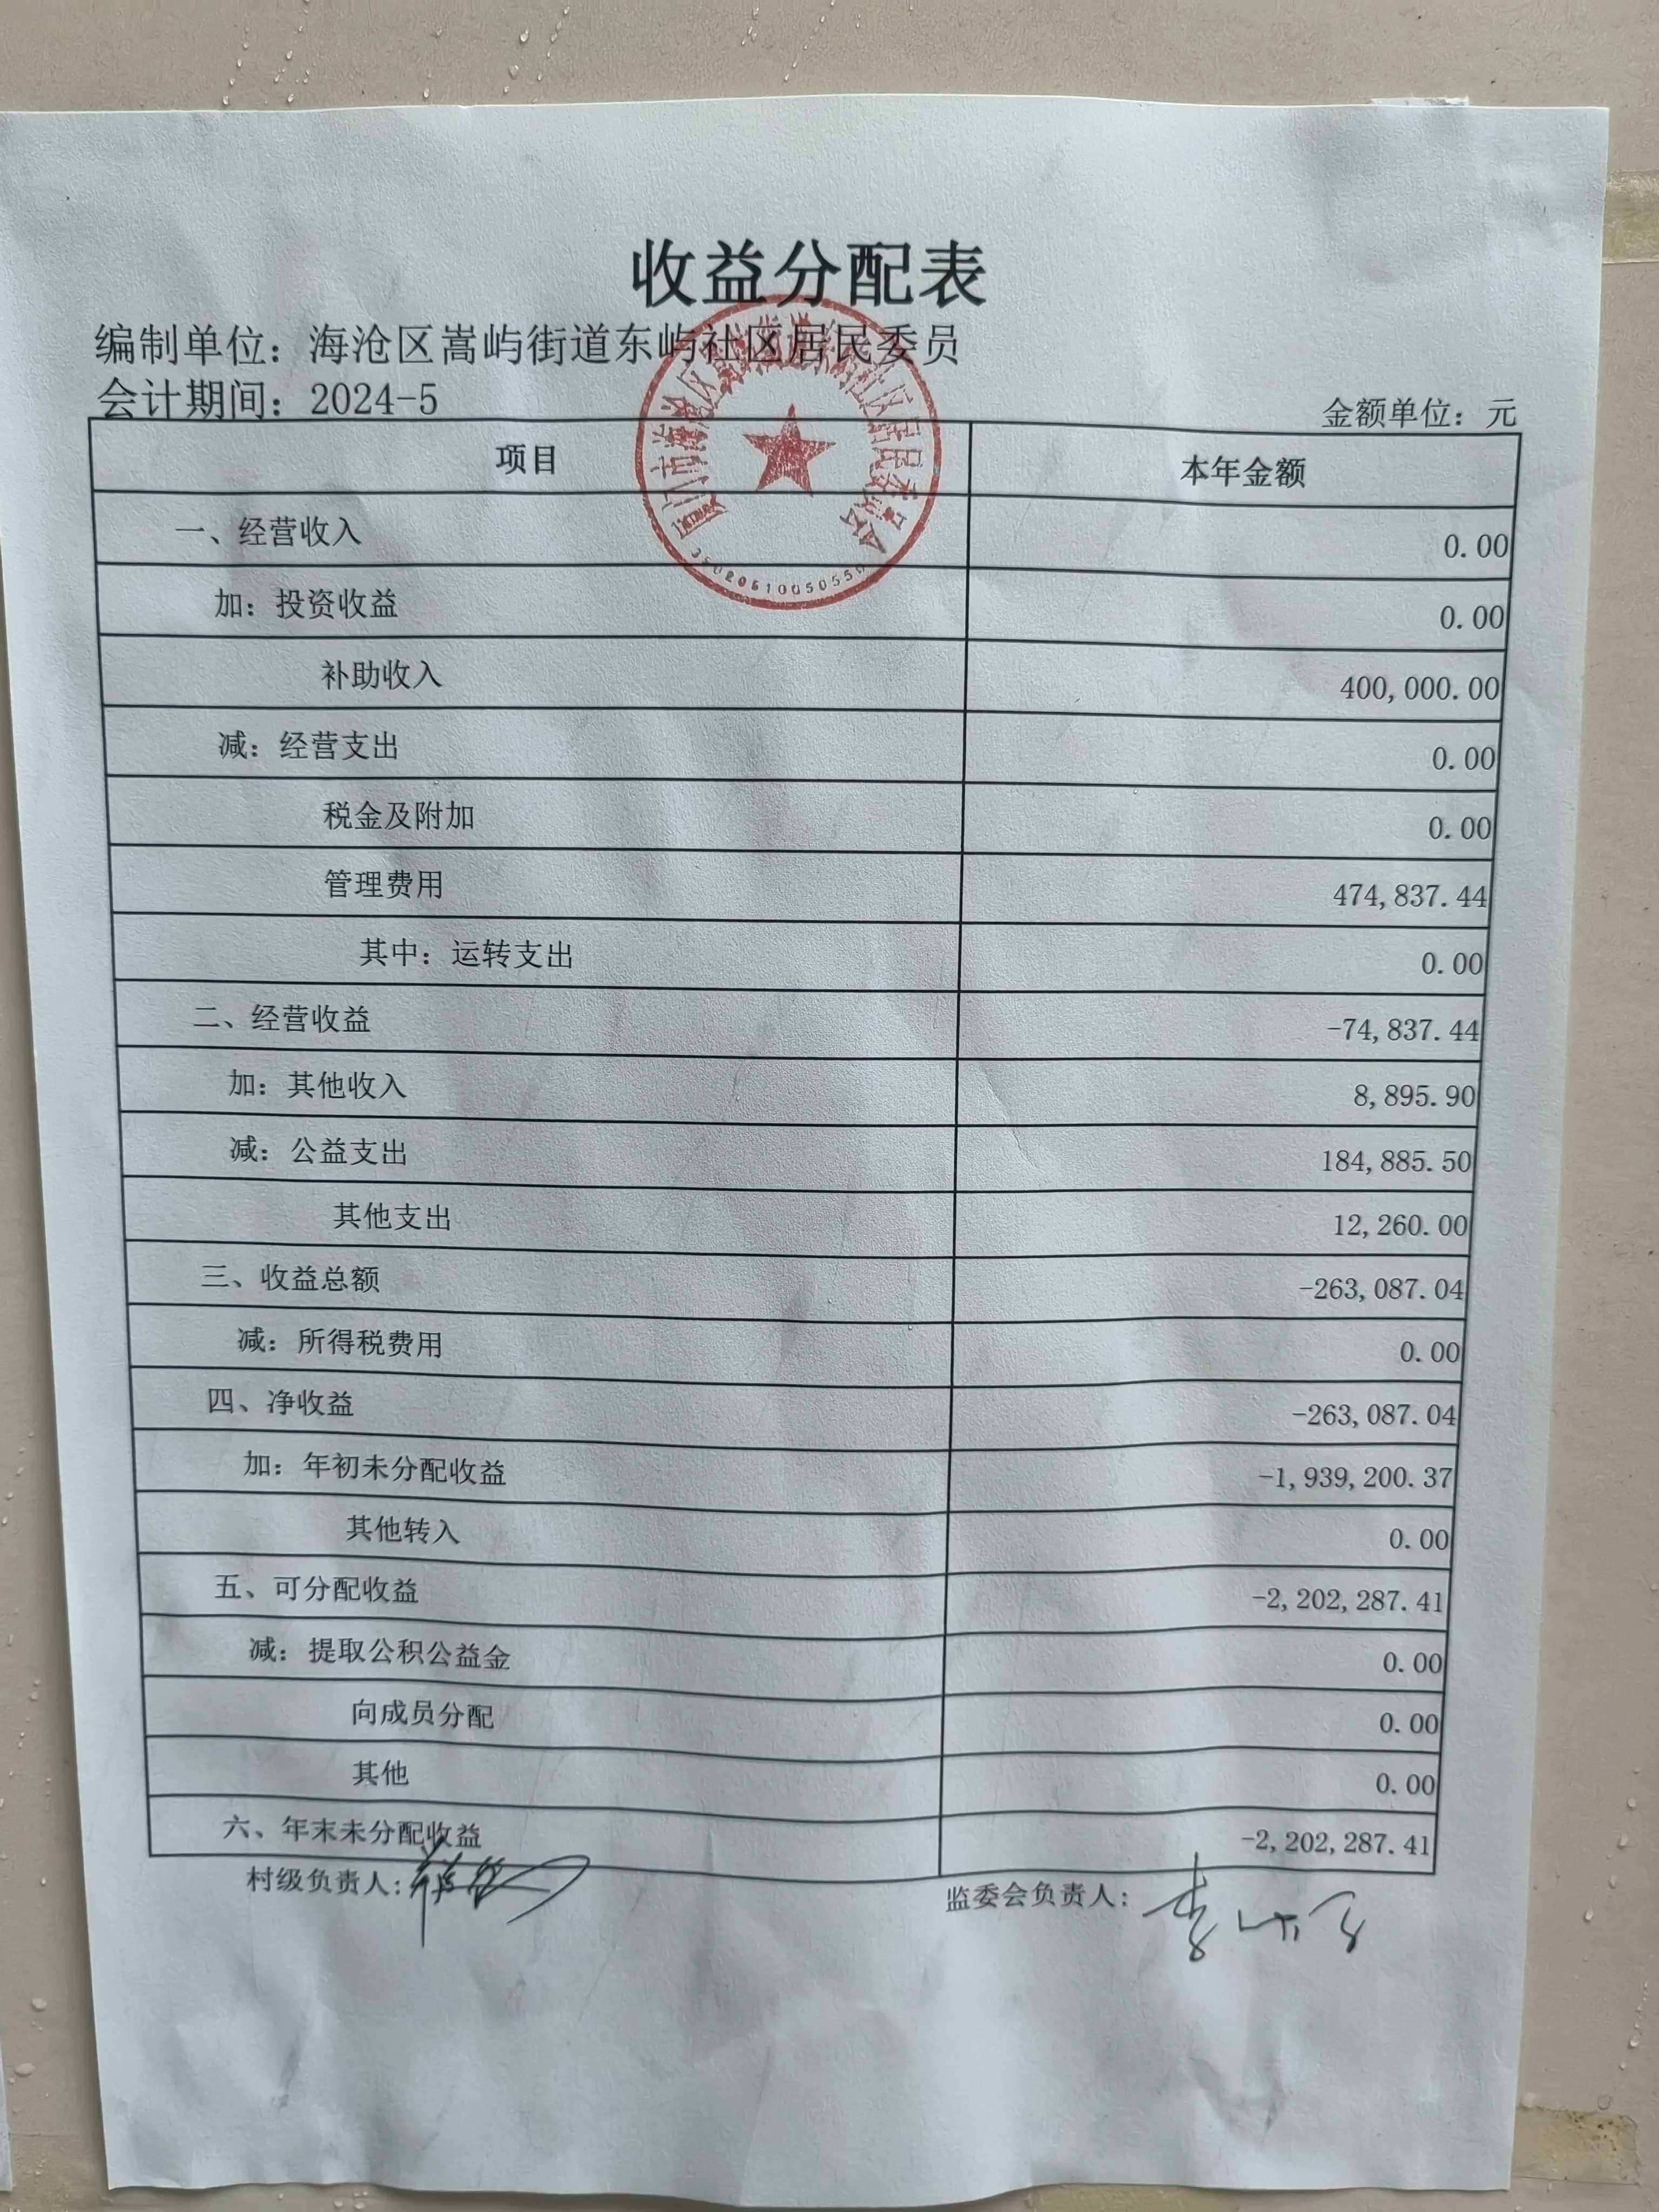 收益分配表
编制单位：海沧区嵩屿街道东屿社区居民委员
会计期间：2024-5
金额单位：元
项目 本年金额
一、经营收入 0.00
加：投资收益 0.00
补助收入 400,000.00
减：经营支出 0.00
税金及附加 0.00
管理费用 474,837.44
其中：运转支出 0.00
二、经营收益 -74,837.44
加：其他收入 8,895.90
减：公益支出 184,885.50
其他支出 12,260.00
三、收益总额 -263,087.04
减：所得税费用 0.00
四、净收益 -263,087.04
加：年初未分配收益 -1,939,200.37
其他转入 0.00
五、可分配收益 -2,202,287.41
减：提取公积公益金 0.00
向成员分配 0.00
其他 0.00
六、年末未分配收益 -2,202,287.41
村级负责人： 监委会负责人：